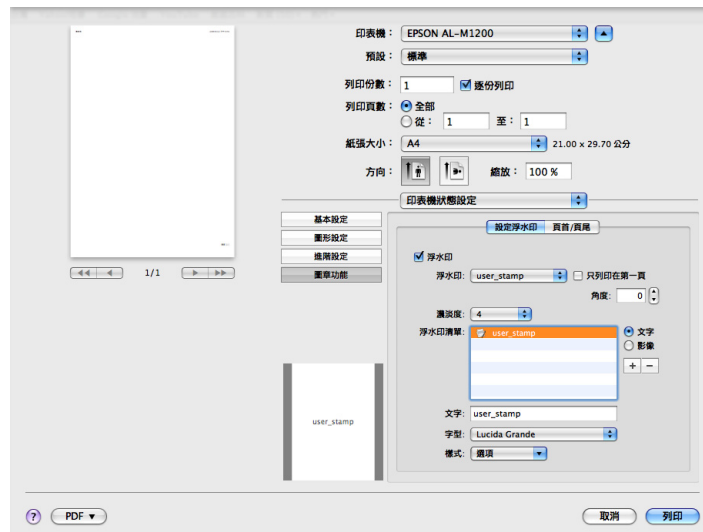 印表機： EPSON AL-M1200
預設： 標準
列印份數： 1 逐份列印
列印頁數： 全部
從： 1 至： 1
紙張大小： A4 21.00 x 29.70 公分
方向： 縮放： 100 %
印表機狀態設定
基本設定
圖形設定
進階設定
圖章功能
1/1
user_stamp
設定浮水印 頁首/頁尾
浮水印
浮水印: user_stamp 只列印在第一頁
角度: 0
濃淡度: 4
浮水印清單: user_stamp 文字
影像
+ −
文字: user_stamp
字型: Lucida Grande
樣式: 選項
? PDF ▼ 取消 列印